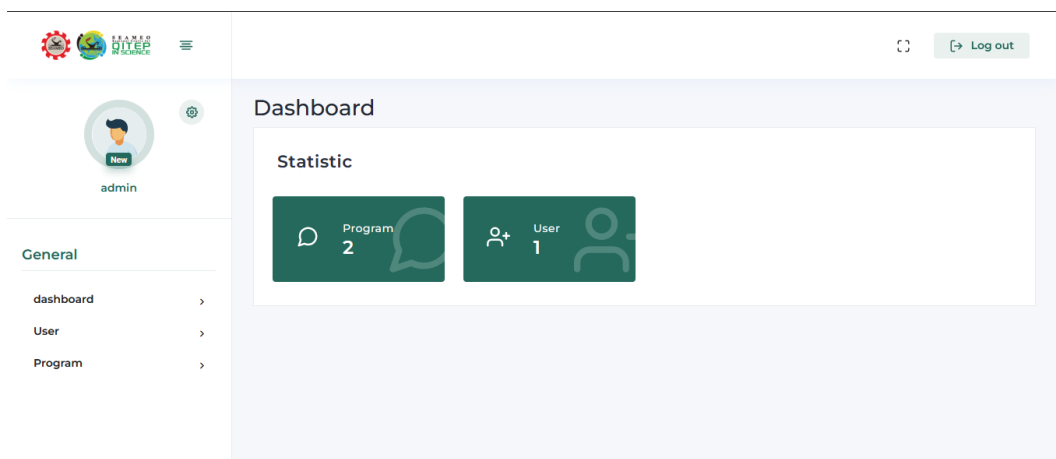 SEAMEO
QITEP
IN SCIENCE
Log out
New
admin
General
dashboard
User
Program
Dashboard
Statistic
Program
2
User
1